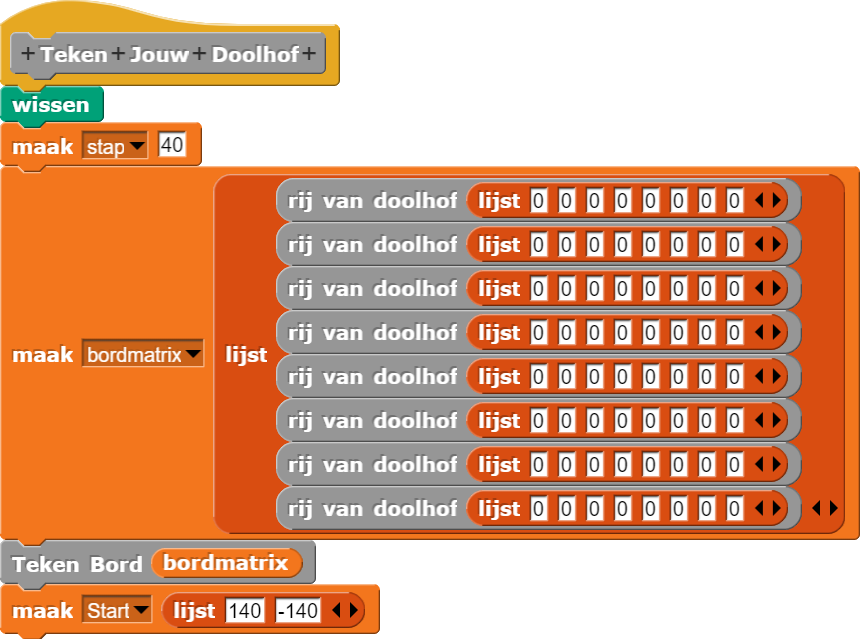 + Teken + Jouw + Doolhof +
wissen
maak stap 40
rij van doolhof lijst 0 0 0 0 0 0 0 0
rij van doolhof lijst 0 0 0 0 0 0 0 0
rij van doolhof lijst 0 0 0 0 0 0 0 0
rij van doolhof lijst 0 0 0 0 0 0 0 0
maak bordmatrix lijst
rij van doolhof lijst 0 0 0 0 0 0 0 0
rij van doolhof lijst 0 0 0 0 0 0 0 0
rij van doolhof lijst 0 0 0 0 0 0 0 0
rij van doolhof lijst 0 0 0 0 0 0 0 0
Teken Bord bordmatrix
maak Start lijst 140 -140